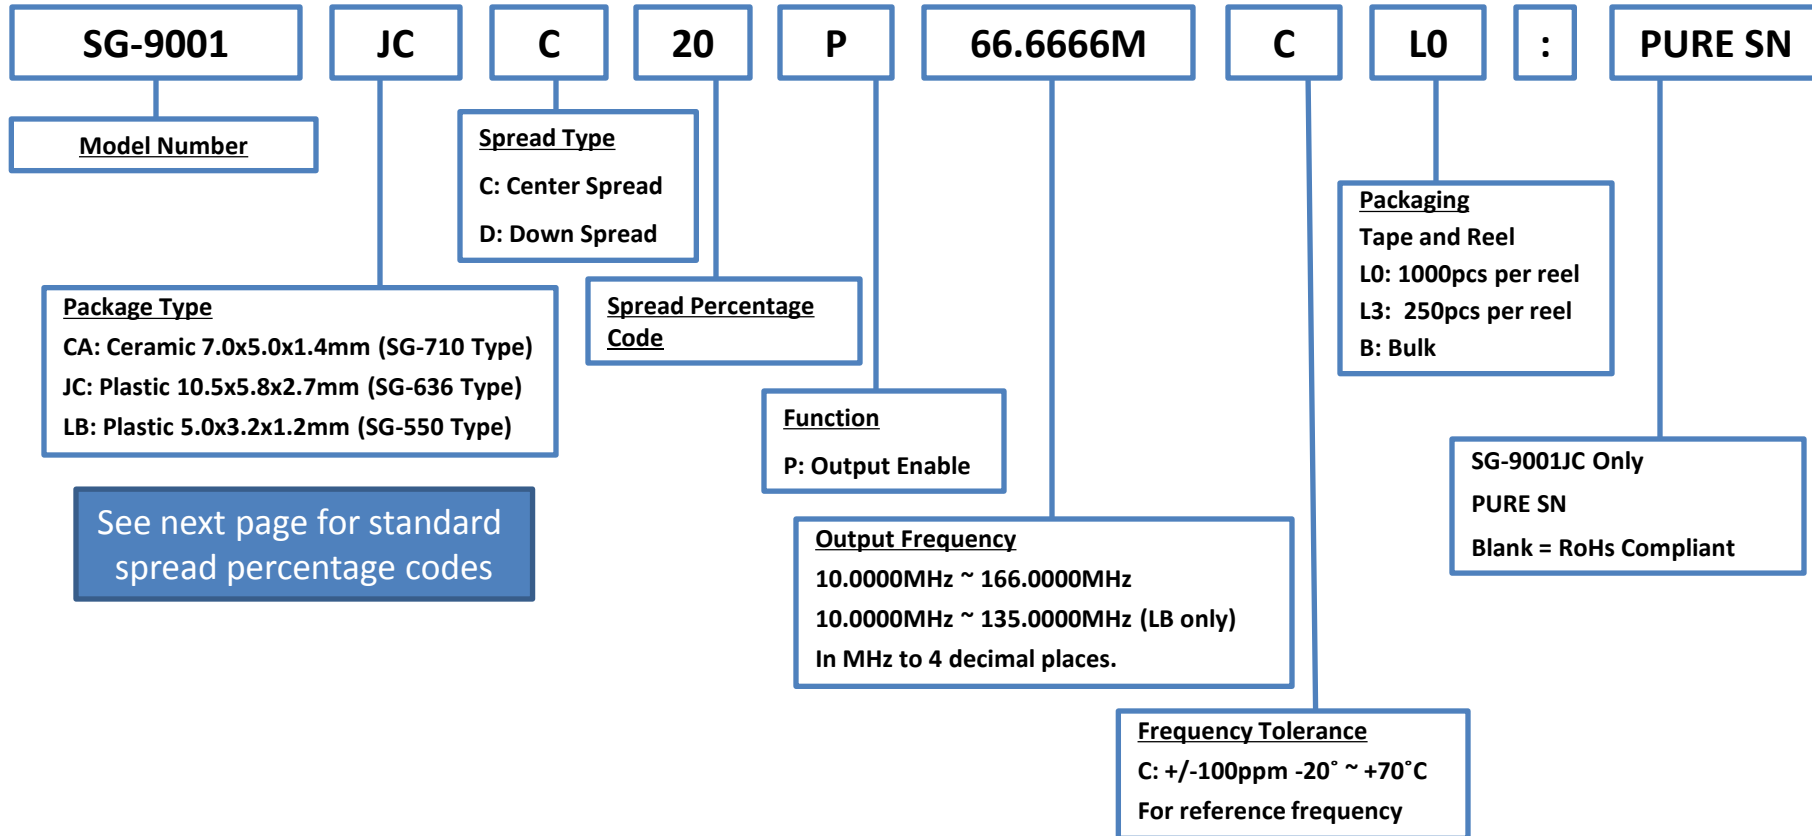 SG-9001 JC C 20 P 66.6666M C L0 : PURE SN
Model Number
Spread Type
C: Center Spread
D: Down Spread
Packaging
Tape and Reel
L0: 1000pcs per reel
L3: 250pcs per reel
B: Bulk
Package Type
CA: Ceramic 7.0x5.0x1.4mm (SG-710 Type)
JC: Plastic 10.5x5.8x2.7mm (SG-636 Type)
LB: Plastic 5.0x3.2x1.2mm (SG-550 Type)
Spread Percentage
Code
Function
P: Output Enable
SG-9001JC Only
PURE SN
Blank = RoHs Compliant
See next page for standard
spread percentage codes
Output Frequency
10.0000MHz ~ 166.0000MHz
10.0000MHz ~ 135.0000MHz (LB only)
In MHz to 4 decimal places.
Frequency Tolerance
C: +/-100ppm -20˚ ~ +70˚C
For reference frequency